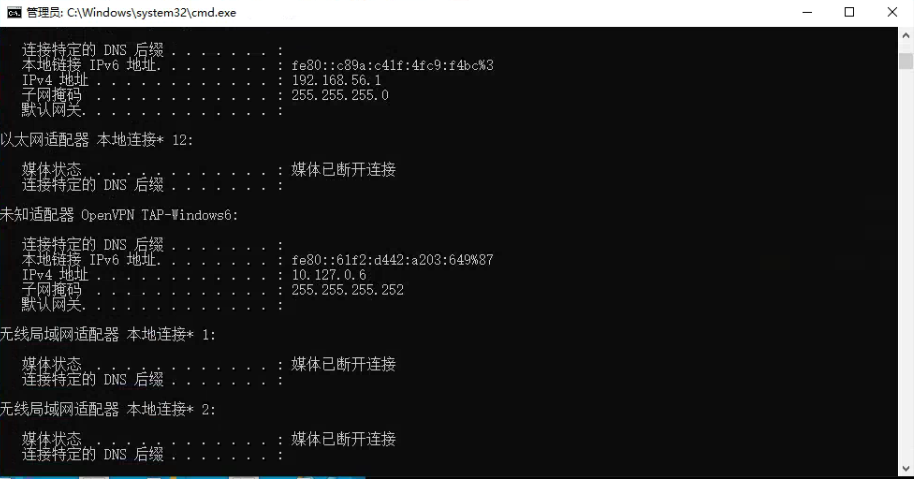 管理员: C:\Windows\system32\cmd.exe
连接特定的 DNS 后缀 . . . . . . . :
本地链接 IPv6 地址. . . . . . . . : fe80::c89a:c41f:4fc9:f4bc%3
IPv4 地址 . . . . . . . . . . . . : 192.168.56.1
子网掩码  . . . . . . . . . . . . : 255.255.255.0
默认网关. . . . . . . . . . . . . :
以太网适配器 本地连接* 12:
媒体状态  . . . . . . . . . . . . : 媒体已断开连接
连接特定的 DNS 后缀 . . . . . . . :
未知适配器 OpenVPN TAP-Windows6:
连接特定的 DNS 后缀 . . . . . . . :
本地链接 IPv6 地址. . . . . . . . : fe80::61f2:d442:a203:649%87
IPv4 地址 . . . . . . . . . . . . : 10.127.0.6
子网掩码  . . . . . . . . . . . . : 255.255.255.252
默认网关. . . . . . . . . . . . . :
无线局域网适配器 本地连接* 1:
媒体状态  . . . . . . . . . . . . : 媒体已断开连接
连接特定的 DNS 后缀 . . . . . . . :
无线局域网适配器 本地连接* 2:
媒体状态  . . . . . . . . . . . . : 媒体已断开连接
连接特定的 DNS 后缀 . . . . . . . :